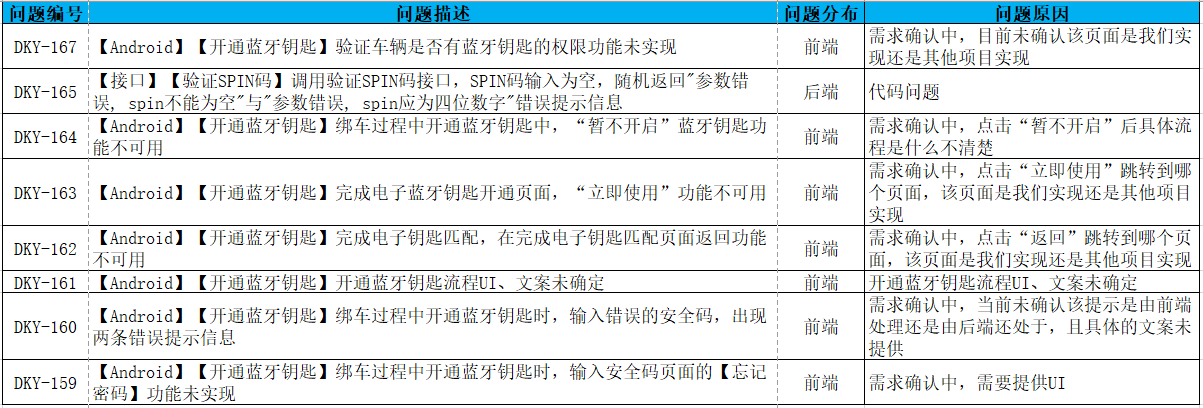 问题编号 问题描述 问题分布 问题原因
DKY-167 【Android】【开通蓝牙钥匙】验证车辆是否有蓝牙钥匙的权限功能未实现 前端 需求确认中，目前未确认该页面是我们实现还是其他项目实现
DKY-165 【接口】【验证SPIN码】调用验证SPIN码接口，SPIN码输入为空，随机返回"参数错误, spin不能为空"与"参数错误, spin应为四位数字"错误提示信息 后端 代码问题
DKY-164 【Android】【开通蓝牙钥匙】绑车过程中开通蓝牙钥匙中，“暂不开启”蓝牙钥匙功能不可用 前端 需求确认中，点击“暂不开启”后具体流程是什么不清楚
DKY-163 【Android】【开通蓝牙钥匙】完成电子蓝牙钥匙开通页面，“立即使用”功能不可用 前端 需求确认中，点击“立即使用”跳转到哪个页面，该页面是我们实现还是其他项目实现
DKY-162 【Android】【开通蓝牙钥匙】完成电子钥匙匹配，在完成电子钥匙匹配页面返回功能不可用 前端 需求确认中，点击“返回”跳转到哪个页面，该页面是我们实现还是其他项目实现
DKY-161 【Android】【开通蓝牙钥匙】开通蓝牙钥匙流程UI、文案未确定 前端 开通蓝牙钥匙流程UI、文案未确定
DKY-160 【Android】【开通蓝牙钥匙】绑车过程中开通蓝牙钥匙时，输入错误的安全码，出现两条错误提示信息 前端 需求确认中，当前未确认该提示是由前端处理还是由后端还处于，且具体的文案未提供
DKY-159 【Android】【开通蓝牙钥匙】绑车过程中开通蓝牙钥匙时，输入安全码页面的【忘记密码】功能未实现 前端 需求确认中，需要提供UI